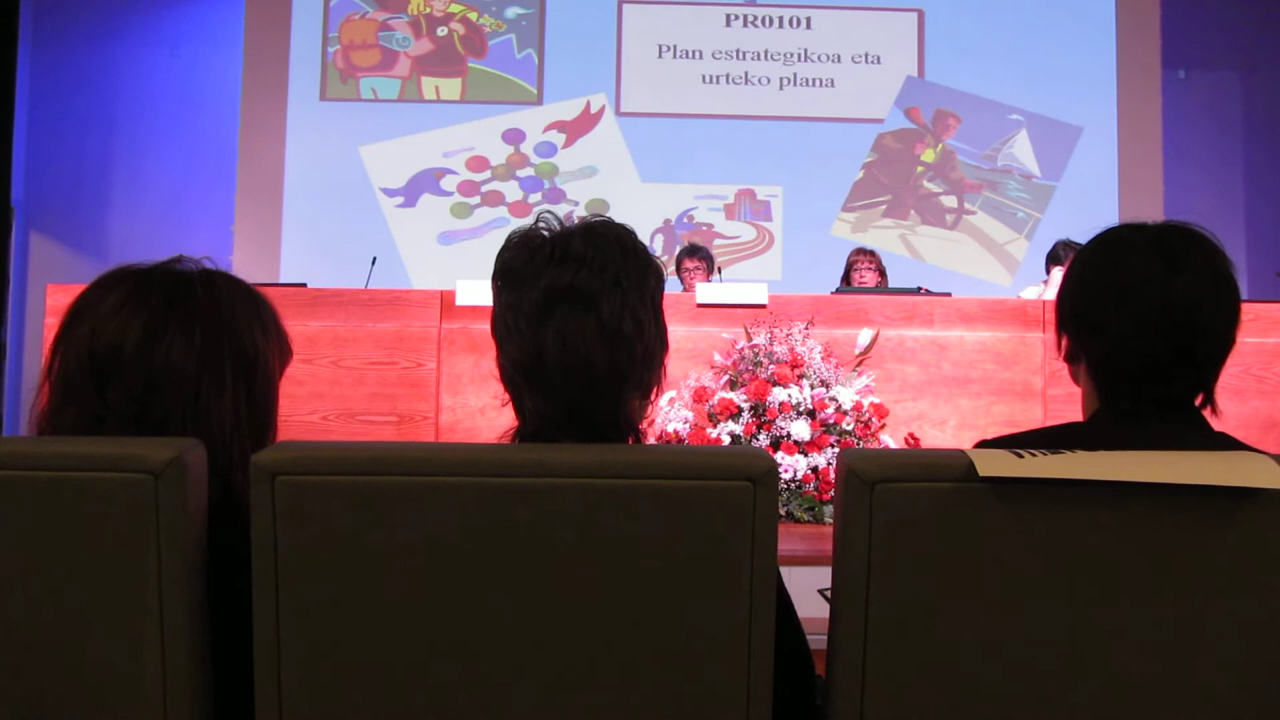 PR0101
Plan estrategikoa eta
urteko plana